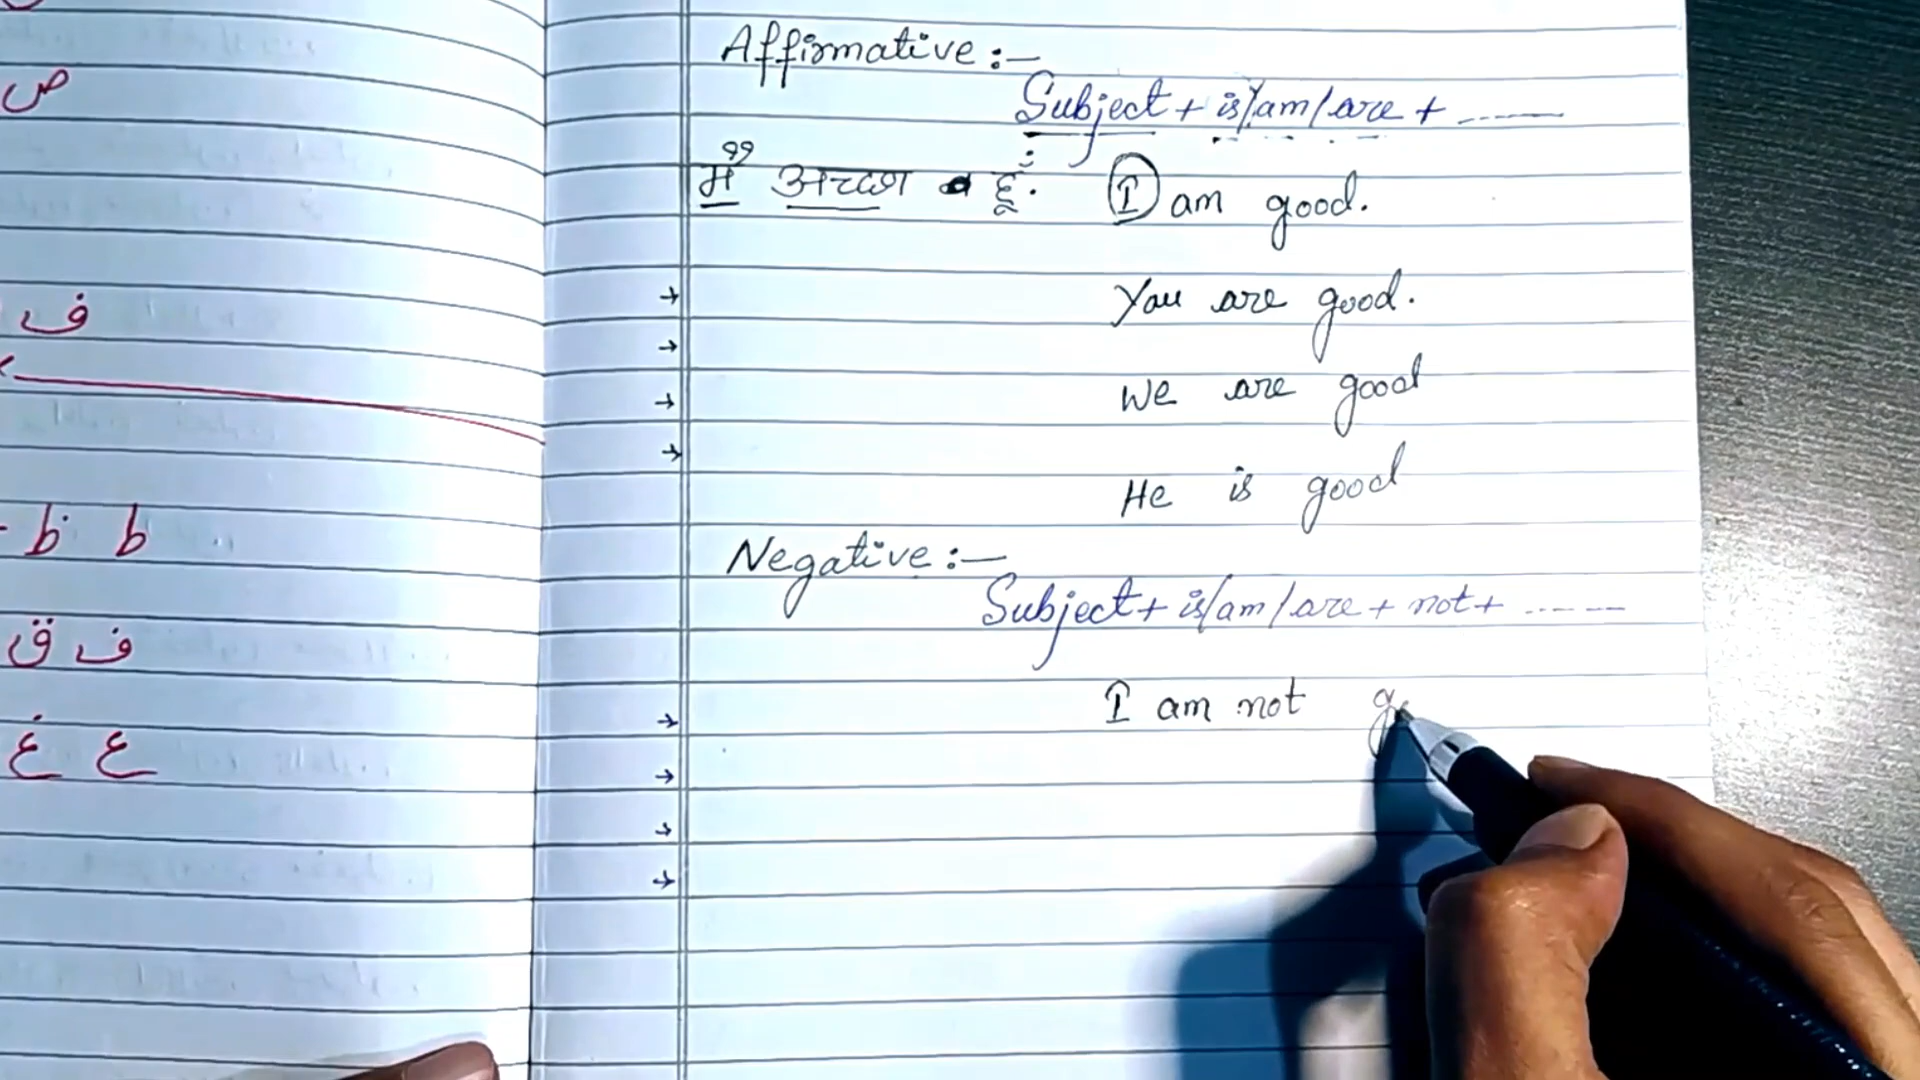 ص
ف
ظ ط
ق ف
غ ع
Affirmative :-
Subject + is/am/are + ------
मैं अच्छा हूँ. I am good.
→ You are good.
→
→ We are good
→ He is good
Negative :-
Subject + is/am/are + not + ------
→ I am not g
→
→
→